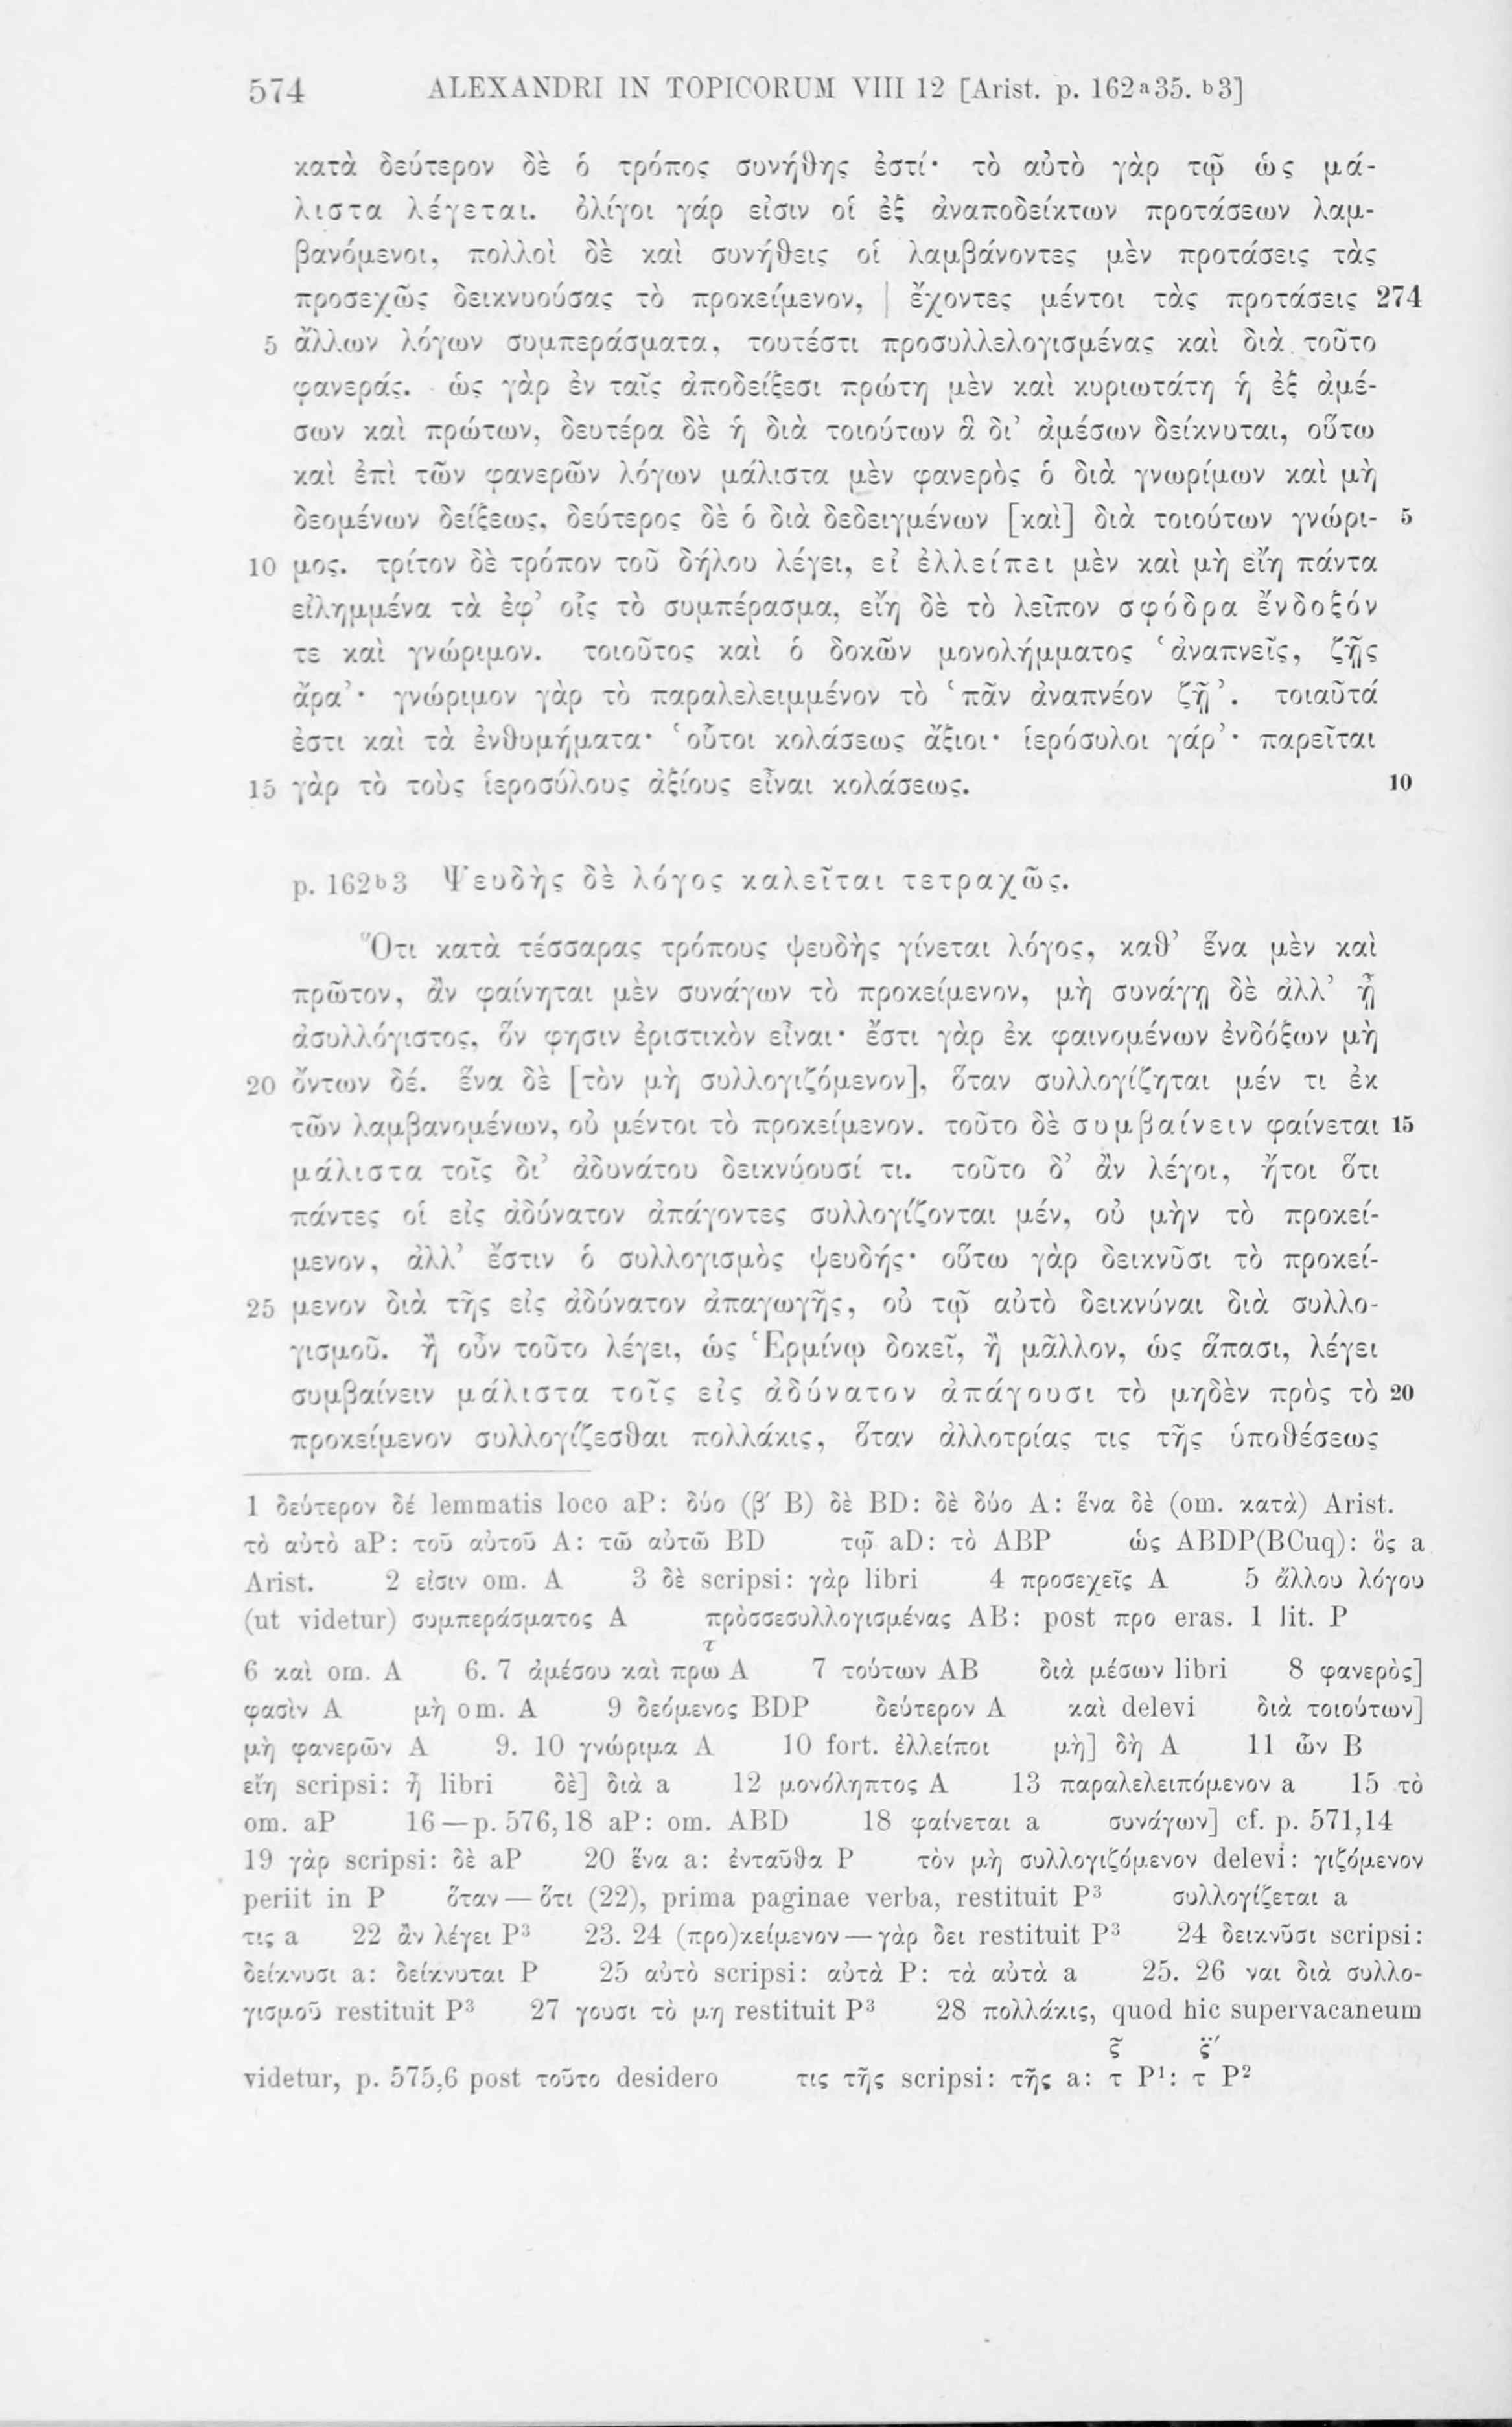 574 ALEXANDRI IN TOPICORUM VIII 12 [Arist. p. 162ᵃ35. ᵇ3]
κατὰ δεύτερον δὲ ὁ τρόπος συνήθης ἐστί· τὸ αὐτὸ γὰρ τῷ ὡς μά-
λιστα λέγεται. ὀλίγοι γάρ εἰσιν οἱ ἐξ ἀναποδείκτων προτάσεων λαμ-
βανόμενοι, πολλοὶ δὲ καὶ συνήθεις οἱ λαμβάνοντες μὲν προτάσεις τὰς
προσεχῶς δεικνυούσας τὸ προκείμενον, | ἔχοντες μέντοι τὰς προτάσεις 274
5 ἄλλων λόγων συμπεράσματα, τουτέστι προσυλλελογισμένας καὶ διὰ τοῦτο
φανεράς. ὡς γὰρ ἐν ταῖς ἀποδείξεσι πρώτη μὲν καὶ κυριωτάτη ἡ ἐξ ἀμέ-
σων καὶ πρώτων, δευτέρα δὲ ἡ διὰ τοιούτων ἃ δι’ ἀμέσων δείκνυται, οὕτω
καὶ ἐπὶ τῶν φανερῶν λόγων μάλιστα μὲν φανερὸς ὁ διὰ γνωρίμων καὶ μὴ
δεομένων δείξεως, δεύτερος δὲ ὁ διὰ δεδειγμένων [καὶ] διὰ τοιούτων γνώρι- 5
10 μος. τρίτον δὲ τρόπον τοῦ δήλου λέγει, εἰ ἐλλείπει μὲν καὶ μὴ εἴη πάντα
εἰλημμένα τὰ ἐφ’ οἷς τὸ συμπέρασμα, εἴη δὲ τὸ λεῖπον σφόδρα ἔνδοξόν
τε καὶ γνώριμον. τοιοῦτος καὶ ὁ δοκῶν μονολήμματος ‘ἀναπνεῖς, ζῇς
ἄρα’· γνώριμον γὰρ τὸ παραλελειμμένον τὸ ‘πᾶν ἀναπνέον ζῇ’. τοιαῦτά
ἐστι καὶ τὰ ἐνθυμήματα· ‘οὗτοι κολάσεως ἄξιοι· ἱερόσυλοι γάρ’· παρεῖται
15 γὰρ τὸ τοὺς ἱεροσύλους ἀξίους εἶναι κολάσεως. 10
p. 162ᵇ3 Ψευδὴς δὲ λόγος καλεῖται τετραχῶς.
Ὅτι κατὰ τέσσαρας τρόπους ψευδὴς γίνεται λόγος, καθ’ ἕνα μὲν καὶ
πρῶτον, ἂν φαίνηται μὲν συνάγων τὸ προκείμενον, μὴ συνάγῃ δὲ ἀλλ’ ᾖ
ἀσυλλόγιστος, ὅν φησιν ἐριστικὸν εἶναι· ἔστι γὰρ ἐκ φαινομένων ἐνδόξων μὴ
20 ὄντων δέ. ἕνα δὲ [τὸν μὴ συλλογιζόμενον], ὅταν συλλογίζηται μέν τι ἐκ
τῶν λαμβανομένων, οὐ μέντοι τὸ προκείμενον. τοῦτο δὲ συμβαίνειν φαίνεται 15
μάλιστα τοῖς δι’ ἀδυνάτου δεικνύουσί τι. τοῦτο δ’ ἂν λέγοι, ἤτοι ὅτι
πάντες οἱ εἰς ἀδύνατον ἀπάγοντες συλλογίζονται μέν, οὐ μὴν τὸ προκεί-
μενον, ἀλλ’ ἔστιν ὁ συλλογισμὸς ψευδής· οὕτω γὰρ δεικνῦσι τὸ προκεί-
25 μενον διὰ τῆς εἰς ἀδύνατον ἀπαγωγῆς, οὐ τῷ αὐτὸ δεικνύναι διὰ συλλο-
γισμοῦ. ἢ οὖν τοῦτο λέγει, ὡς Ἑρμίνῳ δοκεῖ, ἢ μᾶλλον, ὡς ἅπασι, λέγει
συμβαίνειν μάλιστα τοῖς εἰς ἀδύνατον ἀπάγουσι τὸ μηδὲν πρὸς τὸ 20
προκείμενον συλλογίζεσθαι πολλάκις, ὅταν ἀλλοτρίας τις τῆς ὑποθέσεως
1 δεύτερον δέ lemmatis loco aP: δύο (β′ B) δὲ BD: δὲ δύο A: ἕνα δὲ (om. κατὰ) Arist.
τὸ αὐτὸ aP: τοῦ αὐτοῦ A: τῶ αὐτῶ BD τῷ aD: τὸ ABP ὡς ABDP(BCuq): ὃς a
Arist. 2 εἰσιν om. A 3 δὲ scripsi: γὰρ libri 4 προσεχεῖς A 5 ἄλλου λόγου
(ut videtur) συμπεράσματος A πρὸσσεσυλλογισμένας AB: post προ eras. 1 lit. P
τ
6 καὶ om. A 6. 7 ἀμέσου καὶ πρω A 7 τούτων AB διὰ μέσων libri 8 φανερὸς]
φασὶν A μὴ om. A 9 δεόμενος BDP δεύτερον A καὶ delevi διὰ τοιούτων]
μὴ φανερῶν A 9. 10 γνώριμα A 10 fort. ἐλλείποι μὴ] δὴ A 11 ὧν B
εἴη scripsi: ᾖ libri δὲ] διὰ a 12 μονόληπτος A 13 παραλελειπόμενον a 15 τὸ
om. aP 16—p. 576,18 aP: om. ABD 18 φαίνεται a συνάγων] cf. p. 571,14
19 γὰρ scripsi: δὲ aP 20 ἕνα a: ἐνταῦθα P τὸν μὴ συλλογιζόμενον delevi: γιζόμενον
periit in P ὅταν—ὅτι (22), prima paginae verba, restituit P³ συλλογίζεται a
τις a 22 ἂν λέγει P³ 23. 24 (προ)κείμενον—γὰρ δει restituit P³ 24 δεικνῦσι scripsi:
δείκνυσι a: δείκνυται P 25 αὐτὸ scripsi: αὐτὰ P: τὰ αὐτὰ a 25. 26 ναι διὰ συλλο-
γισμοῦ restituit P³ 27 γουσι τὸ μη restituit P³ 28 πολλάκις, quod hic supervacaneum
videtur, p. 575,6 post τοῦτο desidero τις τῆς scripsi: τῆς a: τ P¹: τ P²